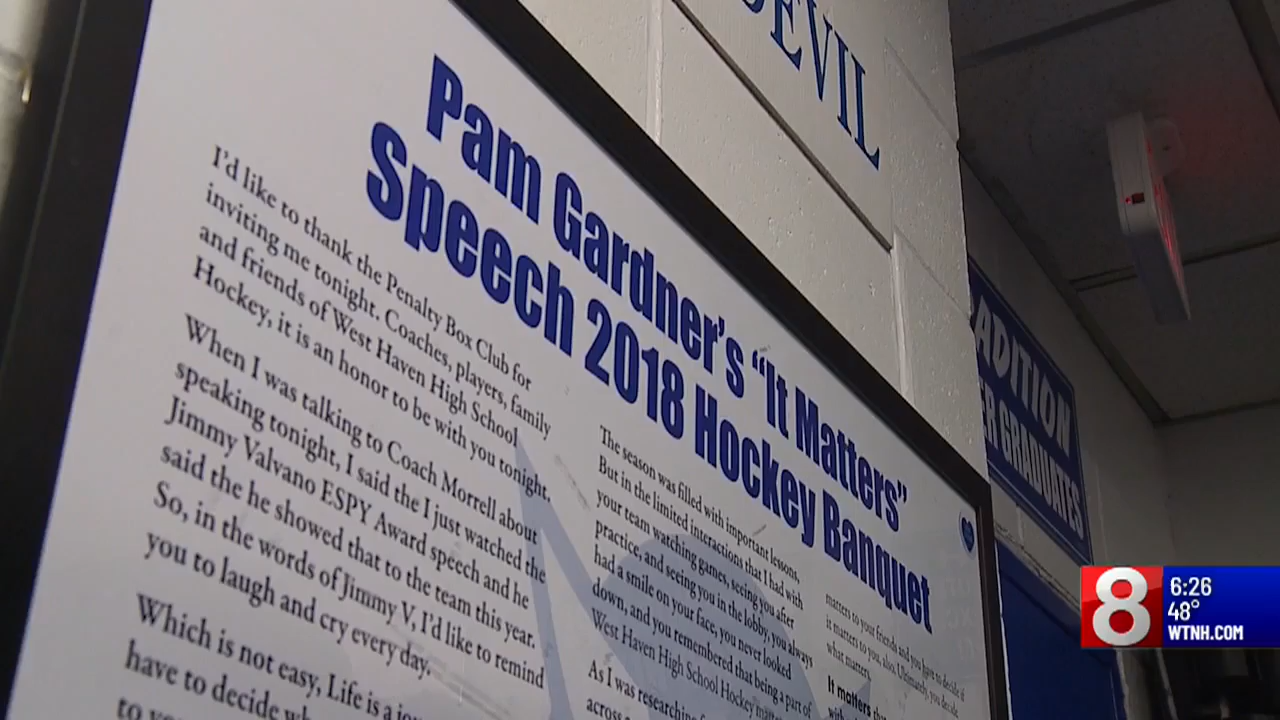 DEVIL
Pam Gardner's "It Matters"
Speech 2018 Hockey Banquet
I'd like to thank the Penalty Box Club for
inviting me tonight. Coaches, players, family
and friends of West Haven High School
Hockey, it is an honor to be with you tonight.
When I was talking to Coach Morrell about
speaking tonight, I said the I just watched the
Jimmy Valvano ESPY Award speech and he
said the he showed that to the team this year.
So, in the words of Jimmy V, I'd like to remind
you to laugh and cry every day.
Which is not easy, Life is a
have to decide
The season was filled with important lessons,
But in the limited interactions that I had with
your team watching games, seeing you after
practice, and seeing you in the lobby, you always
had a smile on your face, you never looked
down, and you remembered that being a part of
West Haven High School Hockey
As I was researching
across
matters to your friends and you have to decide if
it matters to you, also. Ultimately, you decide
what matters.
It matters
ADITION
ER GRADUATES
8
6:26
48°
WTNH.COM